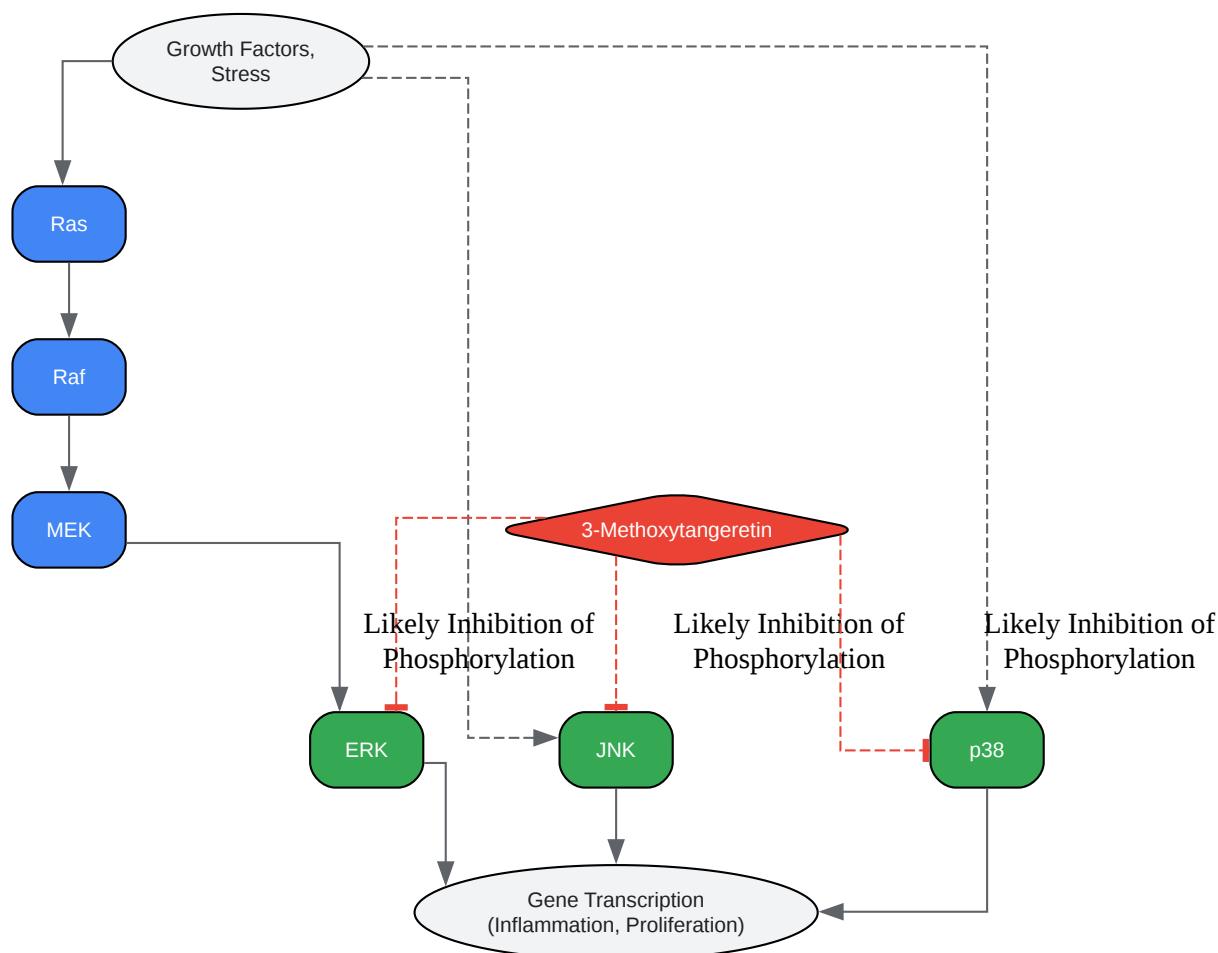 Growth Factors,
Stress
Ras
Raf
MEK
3-Methoxytangeretin
Likely Inhibition of
Phosphorylation
Likely Inhibition of
Phosphorylation
Likely Inhibition of
Phosphorylation
ERK
JNK
p38
Gene Transcription
(Inflammation, Proliferation)